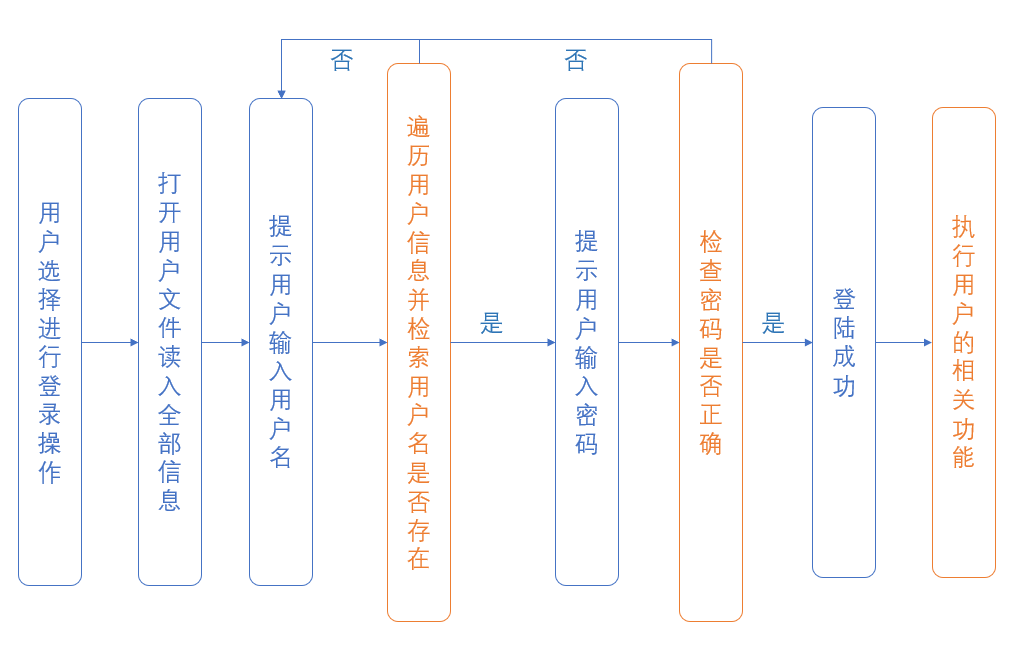 否
否
用户选择进行登录操作
打开用户文件读入全部信息
提示用户输入用户名
遍历用户信息并检索用户名是否存在
是
提示用户输入密码
检查密码是否正确
是
登陆成功
执行用户的相关功能